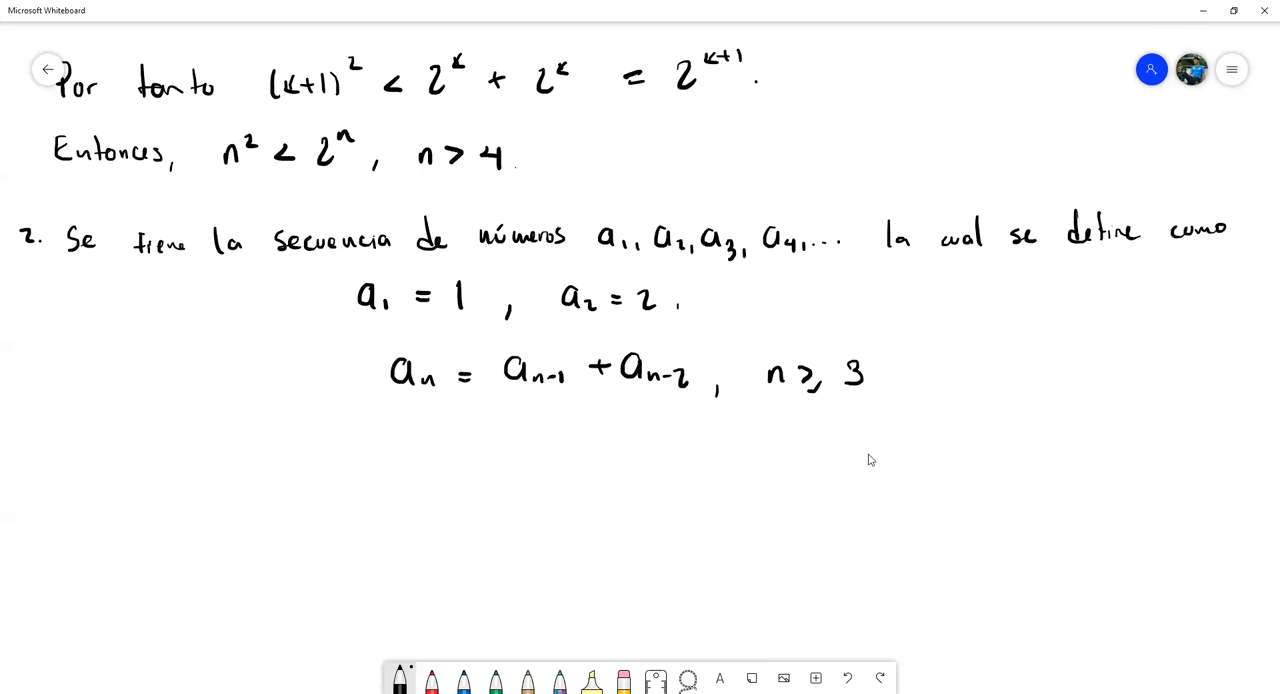 Microsoft Whiteboard
Por tanto (k+1)² < 2ᵏ + 2ᵏ = 2ᵏ⁺¹.
Entonces, n² < 2ⁿ, n > 4.
2. Se tiene la secuencia de números a₁, a₂, a₃, a₄, ... la cual se define como
a₁ = 1, a₂ = 2.
aₙ = aₙ₋₁ + aₙ₋₂, n ≥ 3
A